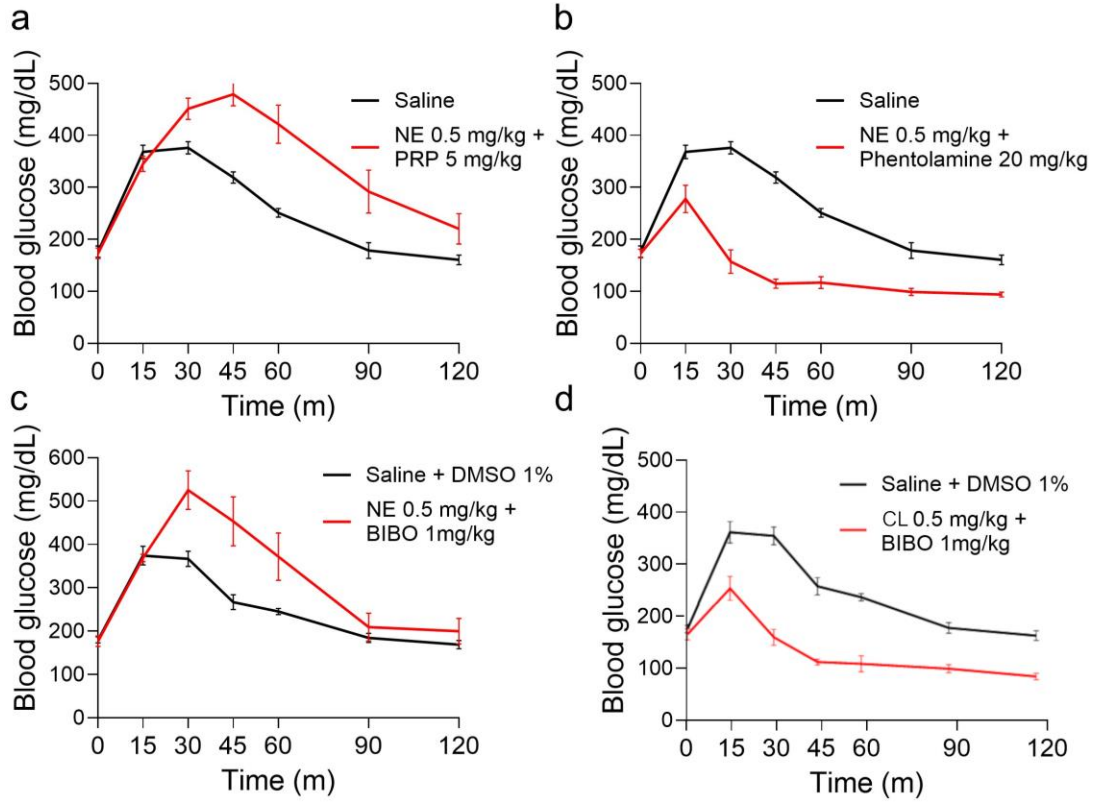 a
Blood glucose (mg/dL)
500
400
300
200
100
0
Saline
NE 0.5 mg/kg +
PRP 5 mg/kg
0 15 30 45 60 90 120
Time (m)
b
Blood glucose (mg/dL)
500
400
300
200
100
0
Saline
NE 0.5 mg/kg +
Phentolamine 20 mg/kg
0 15 30 45 60 90 120
Time (m)
c
Blood glucose (mg/dL)
600
500
400
300
200
100
0
Saline + DMSO 1%
NE 0.5 mg/kg +
BIBO 1mg/kg
0 15 30 45 60 90 120
Time (m)
d
Blood glucose (mg/dL)
500
400
300
200
100
0
Saline + DMSO 1%
CL 0.5 mg/kg +
BIBO 1mg/kg
0 15 30 45 60 90 120
Time (m)